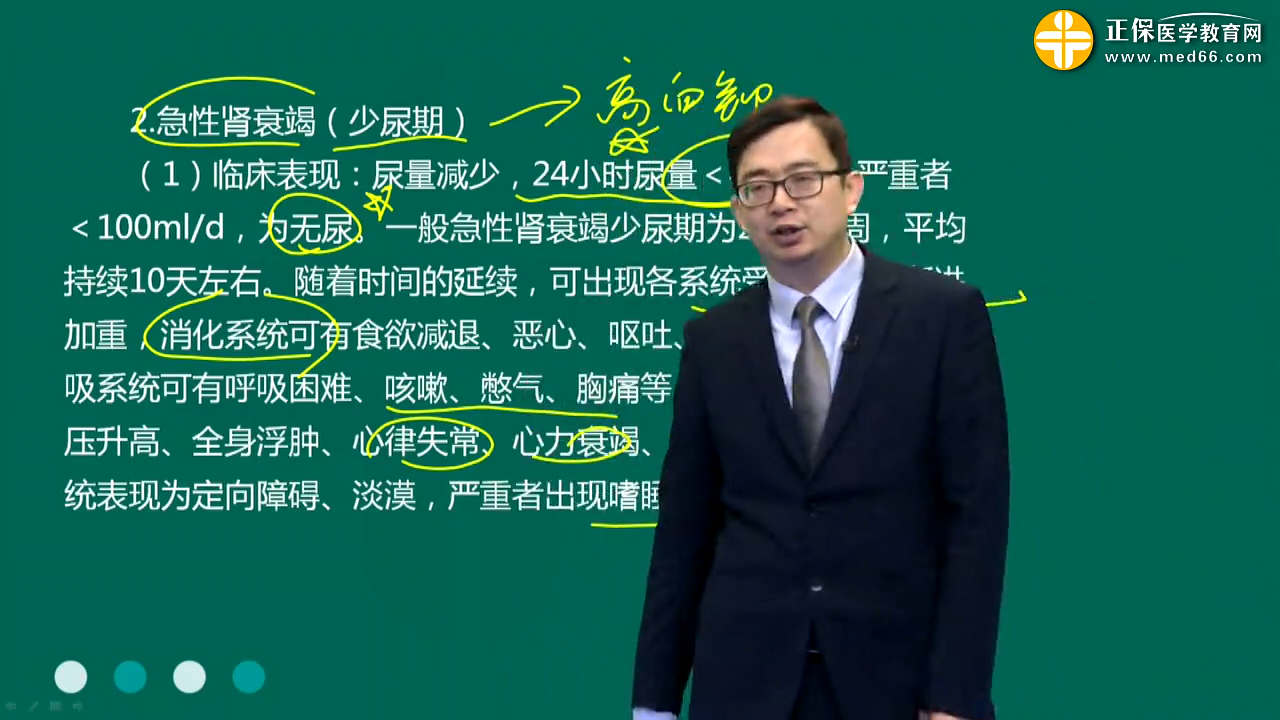 正保医学教育网
www.med66.com
高血钾
2.急性肾衰竭（少尿期）
（1）临床表现：尿量减少，24小时尿量＜ 严重者
＜100ml/d，为无尿。一般急性肾衰竭少尿期为 周，平均
持续10天左右。随着时间的延续，可出现各系统受
加重，消化系统可有食欲减退、恶心、呕吐、
吸系统可有呼吸困难、咳嗽、憋气、胸痛等
压升高、全身浮肿、心律失常、心力衰竭、
统表现为定向障碍、淡漠，严重者出现嗜睡